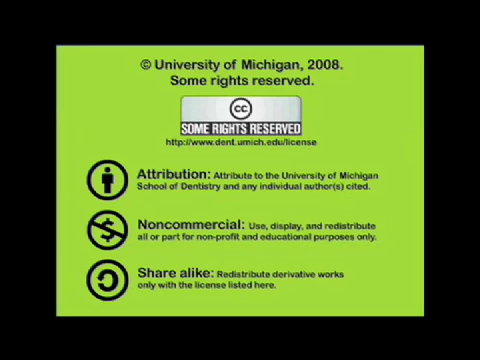 © University of Michigan, 2008.
Some rights reserved.
cc
SOME RIGHTS RESERVED
http://www.dent.umich.edu/license
Attribution: Attribute to the University of Michigan
School of Dentistry and any individual author(s) cited.
Noncommercial: Use, display, and redistribute
all or part for non-profit and educational purposes only.
Share alike: Redistribute derivative works
only with the license listed here.